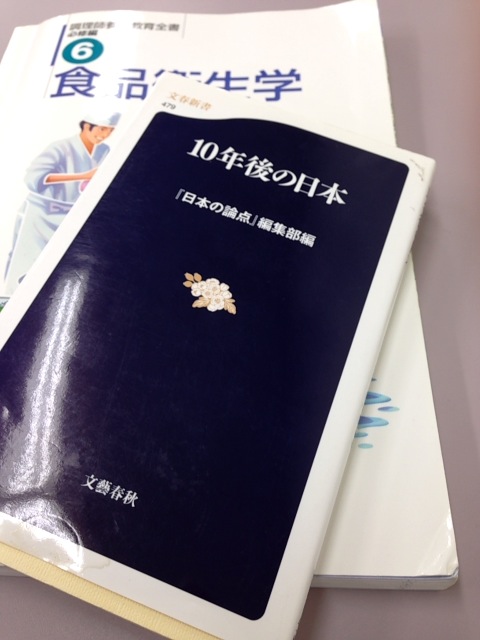 調理師 教育全書
必修編
6
食品衛生学
文春新書
479
10年後の日本
『日本の論点』編集部編
文藝春秋